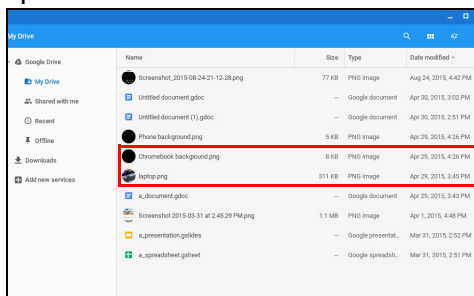 My Drive
Google Drive
My Drive
Shared with me
Recent
Offline
Downloads
Add new services
Name Size Type Date modified
Screenshot_2015-08-24-21-12-28.png 77 KB PNG image Aug 24, 2015, 4:42 PM
Untitled document.gdoc -- Google document Apr 30, 2015, 3:02 PM
Untitled document (1).gdoc -- Google document Apr 30, 2015, 2:51 PM
Phone background.png 5 KB PNG image Apr 29, 2015, 4:26 PM
Chromebook background.png 8 KB PNG image Apr 29, 2015, 4:26 PM
laptop.png 311 KB PNG image Apr 29, 2015, 3:45 PM
a_document.gdoc -- Google document Apr 29, 2015, 3:43 PM
Screenshot 2015-03-31 at 2.45.29 PM.png 1.1 MB PNG image Apr 1, 2015, 4:48 PM
a_presentation.gslides -- Google presentat... Mar 31, 2015, 2:52 PM
a_spreadsheet.gsheet -- Google spreadsh... Mar 31, 2015, 2:51 PM